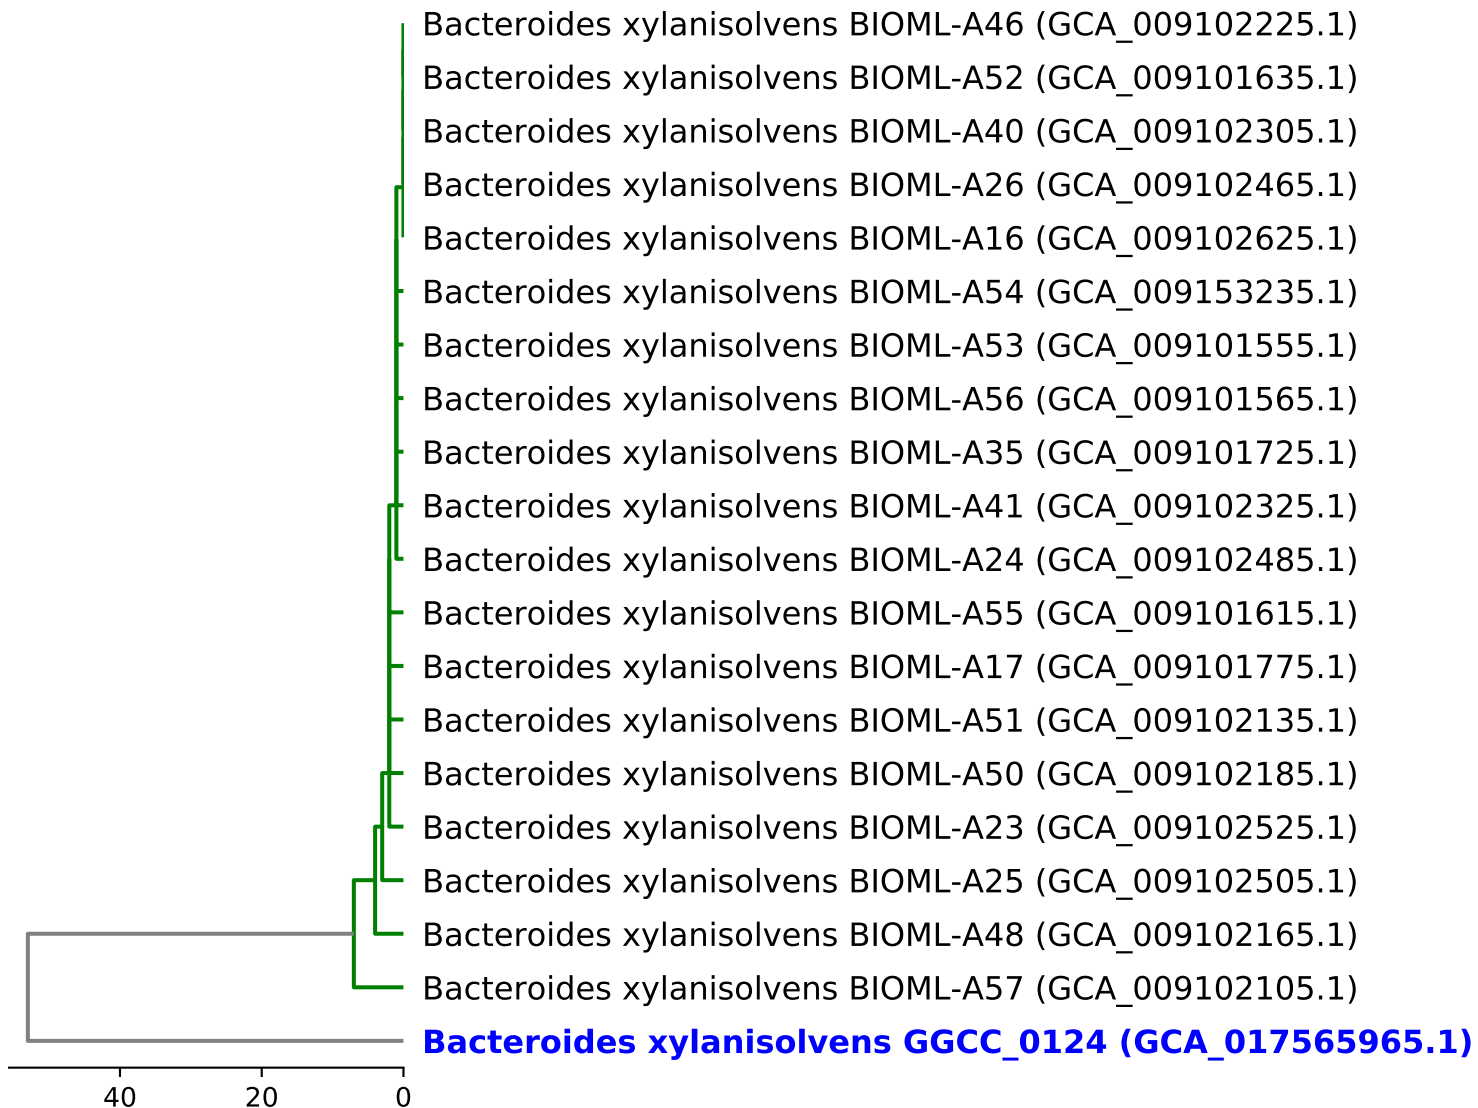 Bacteroides xylanisolvens BIOML-A46 (GCA_009102225.1)
Bacteroides xylanisolvens BIOML-A52 (GCA_009101635.1)
Bacteroides xylanisolvens BIOML-A40 (GCA_009102305.1)
Bacteroides xylanisolvens BIOML-A26 (GCA_009102465.1)
Bacteroides xylanisolvens BIOML-A16 (GCA_009102625.1)
Bacteroides xylanisolvens BIOML-A54 (GCA_009153235.1)
Bacteroides xylanisolvens BIOML-A53 (GCA_009101555.1)
Bacteroides xylanisolvens BIOML-A56 (GCA_009101565.1)
Bacteroides xylanisolvens BIOML-A35 (GCA_009101725.1)
Bacteroides xylanisolvens BIOML-A41 (GCA_009102325.1)
Bacteroides xylanisolvens BIOML-A24 (GCA_009102485.1)
Bacteroides xylanisolvens BIOML-A55 (GCA_009101615.1)
Bacteroides xylanisolvens BIOML-A17 (GCA_009101775.1)
Bacteroides xylanisolvens BIOML-A51 (GCA_009102135.1)
Bacteroides xylanisolvens BIOML-A50 (GCA_009102185.1)
Bacteroides xylanisolvens BIOML-A23 (GCA_009102525.1)
Bacteroides xylanisolvens BIOML-A25 (GCA_009102505.1)
Bacteroides xylanisolvens BIOML-A48 (GCA_009102165.1)
Bacteroides xylanisolvens BIOML-A57 (GCA_009102105.1)
Bacteroides xylanisolvens GGCC_0124 (GCA_017565965.1)
40 20 0